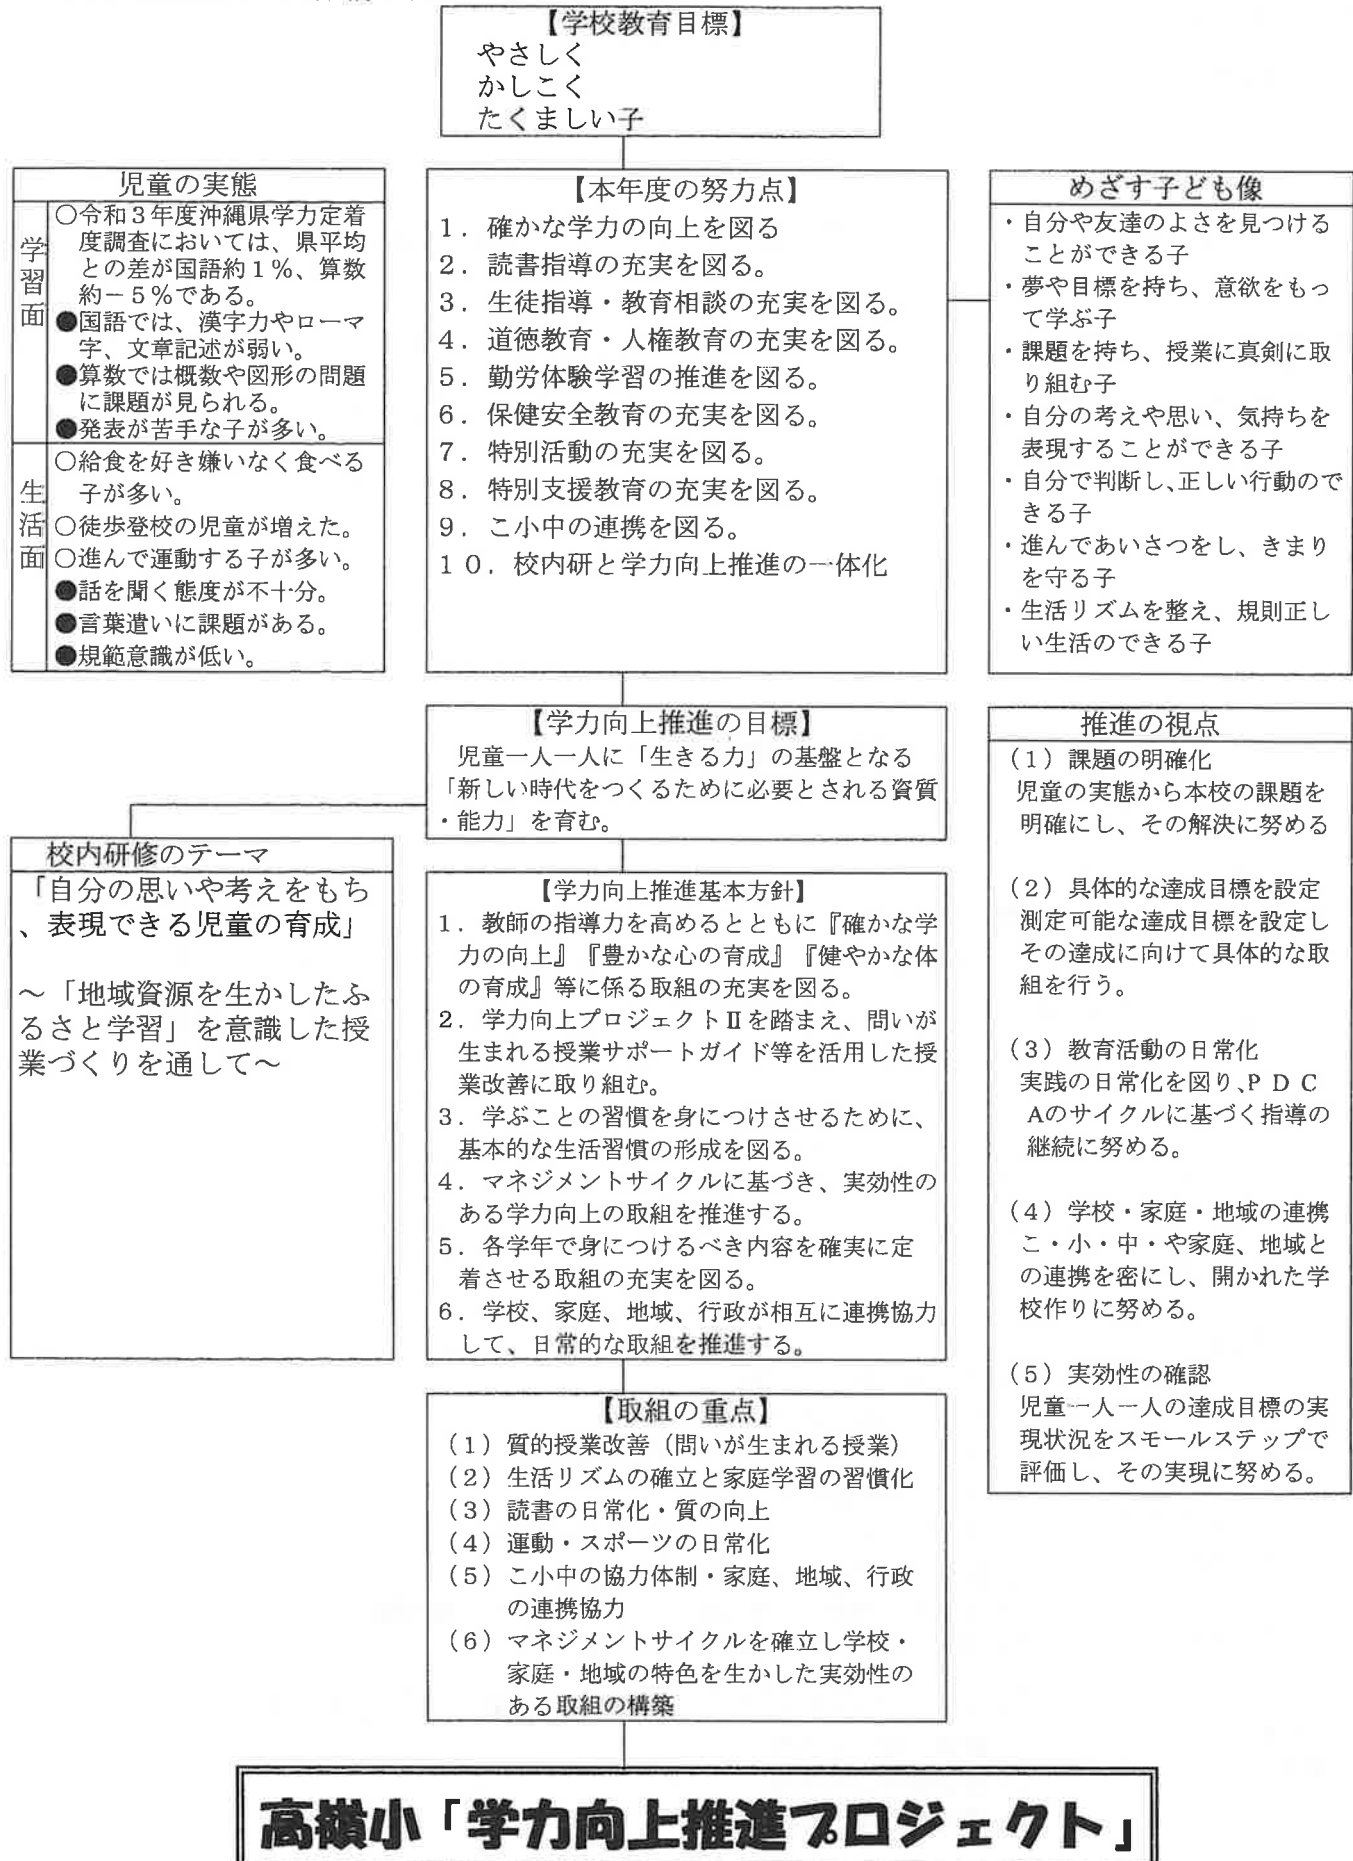 【学校教育目標】
やさしく
かしこく
たくましい子
児童の実態
学習面
○令和3年度沖縄県学力定着
度調査においては、県平均
との差が国語約1%、算数
約－5%である。
●国語では、漢字力やローマ
字、文章記述が弱い。
●算数では概数や図形の問題
に課題が見られる。
●発表が苦手な子が多い。
生活面
○給食を好き嫌いなく食べる
子が多い。
○徒歩登校の児童が増えた。
○進んで運動する子が多い。
●話を聞く態度が不十分。
●言葉遣いに課題がある。
●規範意識が低い。
【本年度の努力点】
1．確かな学力の向上を図る
2．読書指導の充実を図る。
3．生徒指導・教育相談の充実を図る。
4．道徳教育・人権教育の充実を図る。
5．勤労体験学習の推進を図る。
6．保健安全教育の充実を図る。
7．特別活動の充実を図る。
8．特別支援教育の充実を図る。
9．こ小中の連携を図る。
10．校内研と学力向上推進の一体化
めざす子ども像
・自分や友達のよさを見つける
ことができる子
・夢や目標を持ち、意欲をもっ
て学ぶ子
・課題を持ち、授業に真剣に取
り組む子
・自分の考えや思い、気持ちを
表現することができる子
・自分で判断し、正しい行動ので
きる子
・進んであいさつをし、きまり
を守る子
・生活リズムを整え、規則正し
い生活のできる子
【学力向上推進の目標】
児童一人一人に「生きる力」の基盤となる
「新しい時代をつくるために必要とされる資質
・能力」を育む。
校内研修のテーマ
「自分の思いや考えをもち
、表現できる児童の育成」
～「地域資源を生かしたふ
るさと学習」を意識した授
業づくりを通して～
【学力向上推進基本方針】
1．教師の指導力を高めるとともに『確かな学
力の向上』『豊かな心の育成』『健やかな体
の育成』等に係る取組の充実を図る。
2．学力向上プロジェクトⅡを踏まえ、問いが
生まれる授業サポートガイド等を活用した授
業改善に取り組む。
3．学ぶことの習慣を身につけさせるために、
基本的な生活習慣の形成を図る。
4．マネジメントサイクルに基づき、実効性の
ある学力向上の取組を推進する。
5．各学年で身につけるべき内容を確実に定
着させる取組の充実を図る。
6．学校、家庭、地域、行政が相互に連携協力
して、日常的な取組を推進する。
推進の視点
（1）課題の明確化
児童の実態から本校の課題を
明確にし、その解決に努める
（2）具体的な達成目標を設定
測定可能な達成目標を設定し
その達成に向けて具体的な取
組を行う。
（3）教育活動の日常化
実践の日常化を図り、PDC
Aのサイクルに基づく指導の
継続に努める。
（4）学校・家庭・地域の連携
こ・小・中・や家庭、地域と
の連携を密にし、開かれた学
校作りに努める。
（5）実効性の確認
児童一人一人の達成目標の実
現状況をスモールステップで
評価し、その実現に努める。
【取組の重点】
（1）質的授業改善（問いが生まれる授業）
（2）生活リズムの確立と家庭学習の習慣化
（3）読書の日常化・質の向上
（4）運動・スポーツの日常化
（5）こ小中の協力体制・家庭、地域、行政
の連携協力
（6）マネジメントサイクルを確立し学校・
家庭・地域の特色を生かした実効性の
ある取組の構築
高嶺小「学力向上推進プロジェクト」